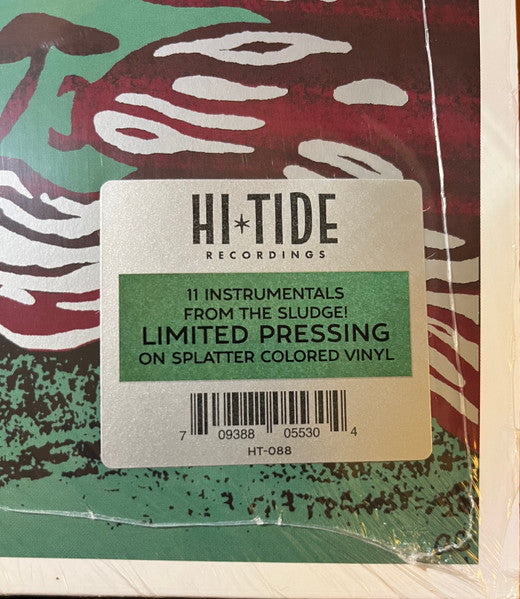 HI✶TIDE
RECORDINGS
11 INSTRUMENTALS
FROM THE SLUDGE!
LIMITED PRESSING
ON SPLATTER COLORED VINYL
7 09388 05530 4
HT-088